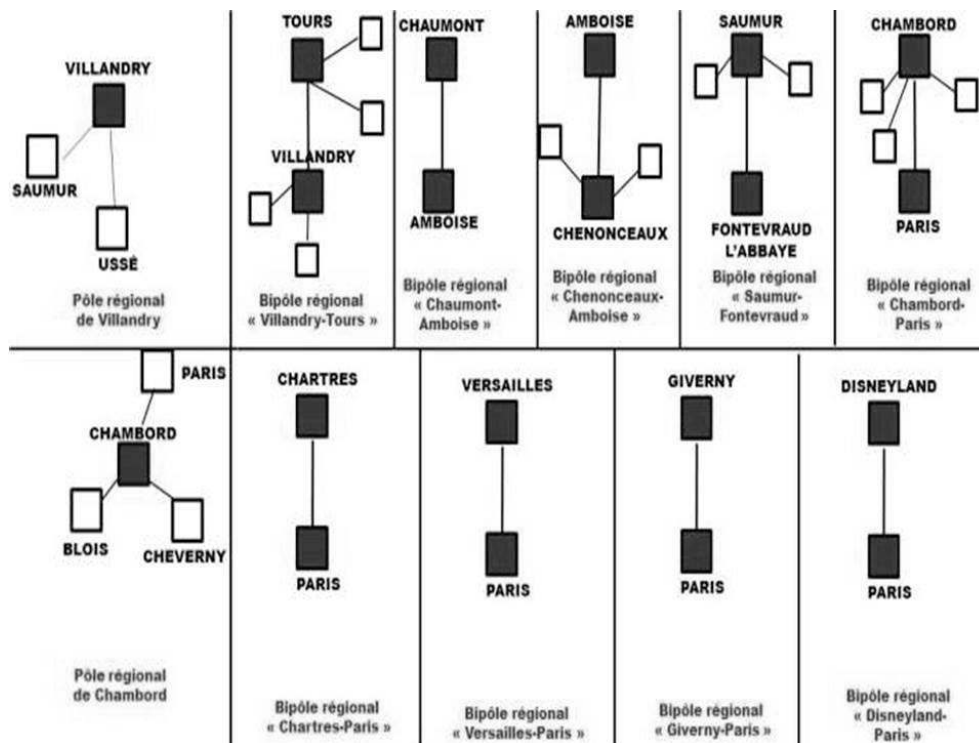 VILLANDRY
SAUMUR
USSÉ
Pôle régional
de Villandry
TOURS
VILLANDRY
Bipôle régional
« Villandry-Tours »
CHAUMONT
AMBOISE
Bipôle régional
« Chaumont-
Amboise »
AMBOISE
CHENONCEAUX
Bipôle régional
« Chenonceaux-
Amboise »
SAUMUR
FONTEVRAUD
L'ABBAYE
Bipôle régional
« Saumur-
Fontevraud »
CHAMBORD
PARIS
Bipôle régional
« Chambord-
Paris »
PARIS
CHAMBORD
BLOIS
CHEVERNY
Pôle régional
de Chambord
CHARTRES
PARIS
Bipôle régional
« Chartres-Paris »
VERSAILLES
PARIS
Bipôle régional
« Versailles-Paris »
GIVERNY
PARIS
Bipôle régional
« Giverny-Paris »
DISNEYLAND
PARIS
Bipôle régional
« Disneyland-
Paris »